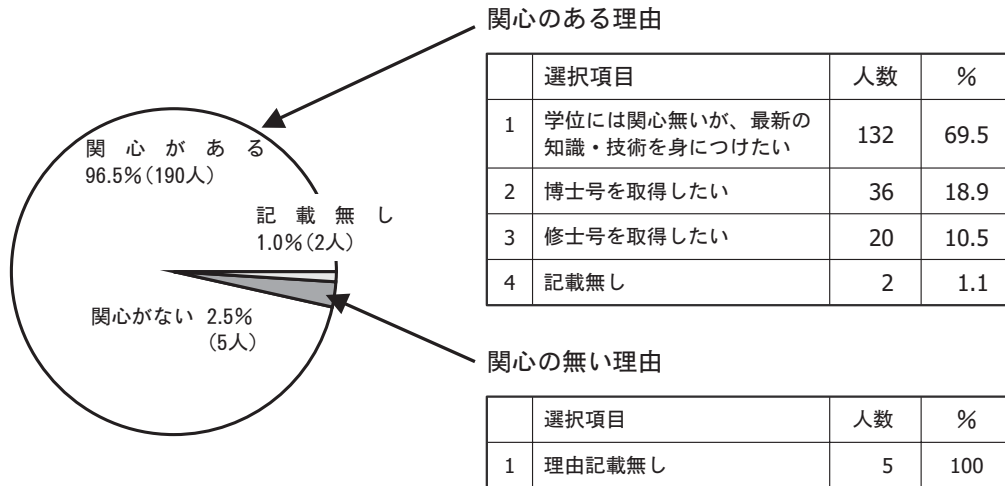 関心のある理由
選択項目 人数 %
1 学位には関心無いが、最新の
知識・技術を身につけたい 132 69.5
2 博士号を取得したい 36 18.9
3 修士号を取得したい 20 10.5
4 記載無し 2 1.1
関心がある
96.5%(190人)
記載無し
1.0%(2人)
関心がない 2.5%
(5人)
関心の無い理由
選択項目 人数 %
1 理由記載無し 5 100